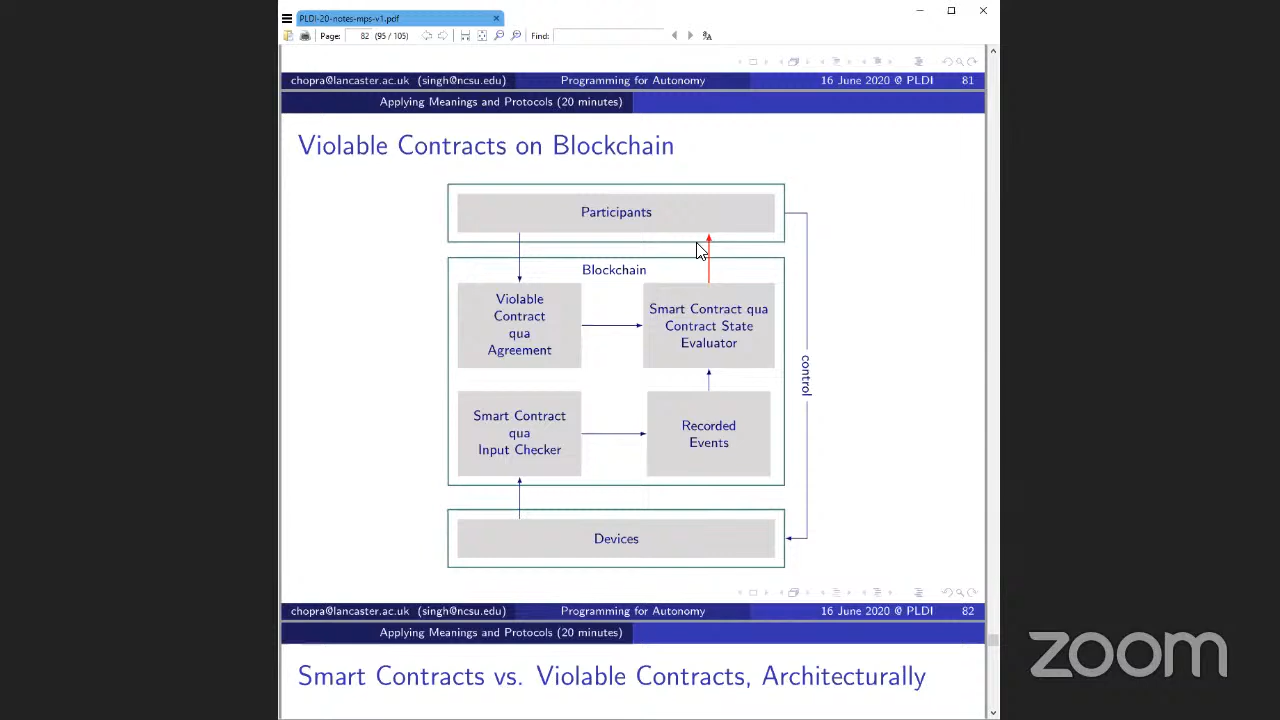 PLDI-20-notes-mps-v1.pdf
Page: 82 (95 / 105) Find:
chopra@lancaster.ac.uk (singh@ncsu.edu) Programming for Autonomy 16 June 2020 @ PLDI 81
Applying Meanings and Protocols (20 minutes)
Violable Contracts on Blockchain
Participants
Blockchain
Violable
Contract
qua
Agreement
Smart Contract qua
Contract State
Evaluator
control
Smart Contract
qua
Input Checker
Recorded
Events
Devices
chopra@lancaster.ac.uk (singh@ncsu.edu) Programming for Autonomy 16 June 2020 @ PLDI 82
Applying Meanings and Protocols (20 minutes)
Smart Contracts vs. Violable Contracts, Architecturally
zoom